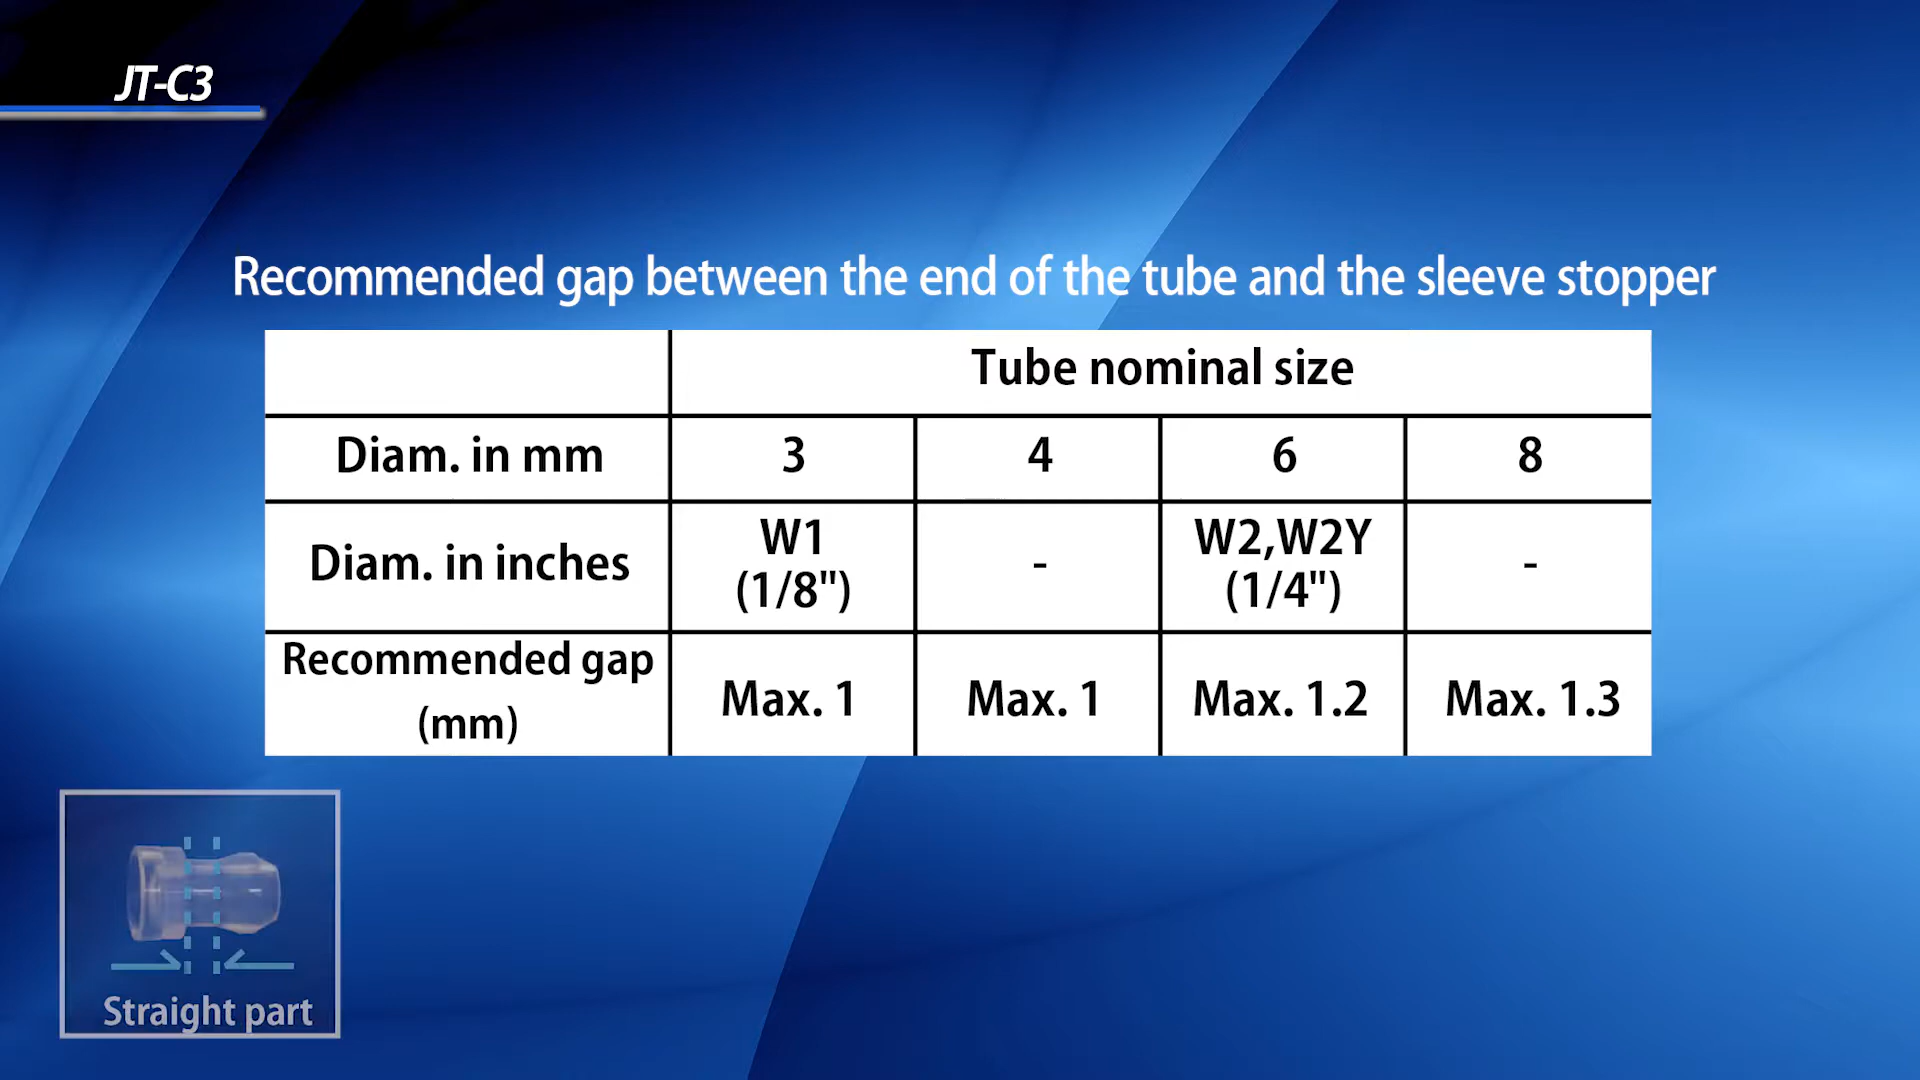 JT-C3
Recommended gap between the end of the tube and the sleeve stopper
Tube nominal size
Diam. in mm 3 4 6 8
Diam. in inches W1 (1/8") - W2,W2Y (1/4") -
Recommended gap (mm) Max. 1 Max. 1 Max. 1.2 Max. 1.3
Straight part